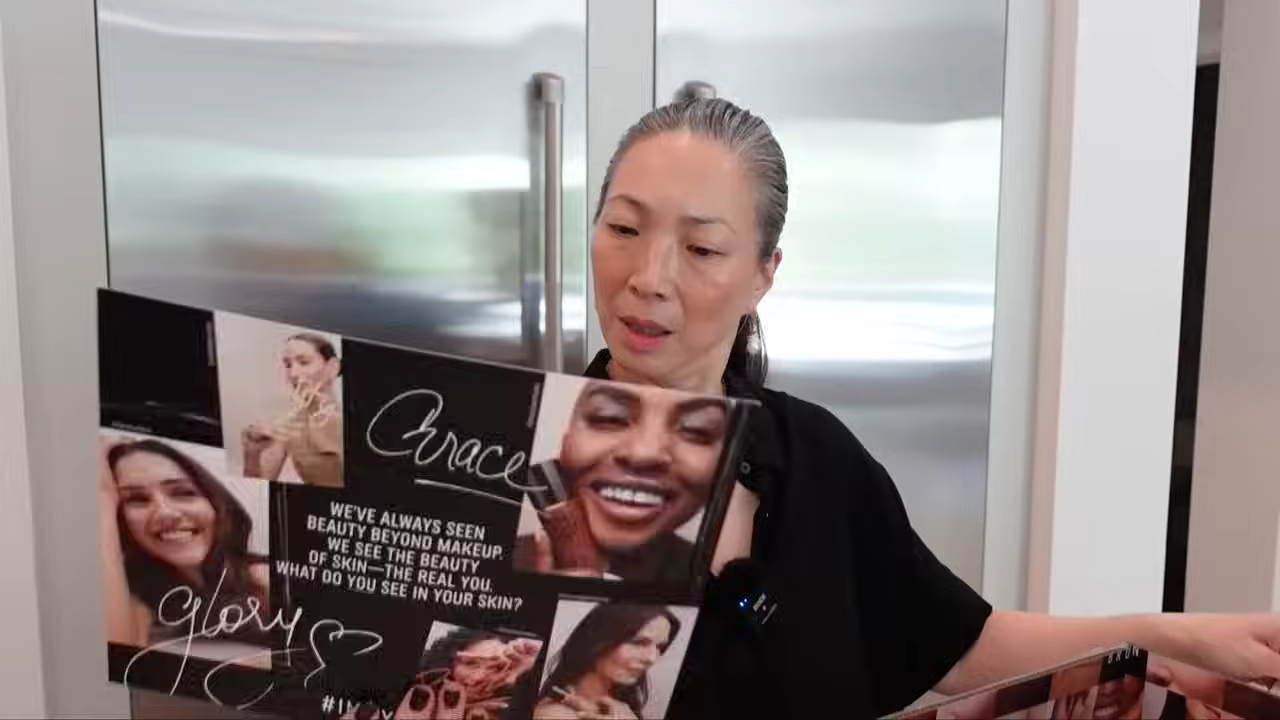 Grace
WE'VE ALWAYS SEEN
BEAUTY BEYOND MAKEUP.
WE SEE THE BEAUTY
OF SKIN—THE REAL YOU.
WHAT DO YOU SEE IN YOUR SKIN?
glory